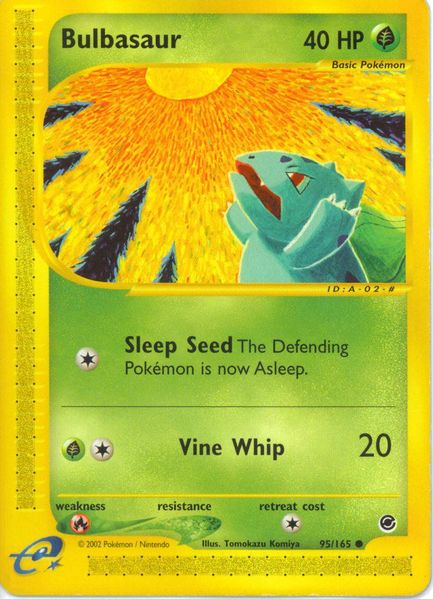 Bulbasaur 40 HP
Basic Pokémon
ID:A-02-#
Sleep Seed The Defending
Pokémon is now Asleep.
Vine Whip 20
weakness resistance retreat cost
© 2002 Pokémon / Nintendo Illus. Tomokazu Komiya 95/165 ●
e